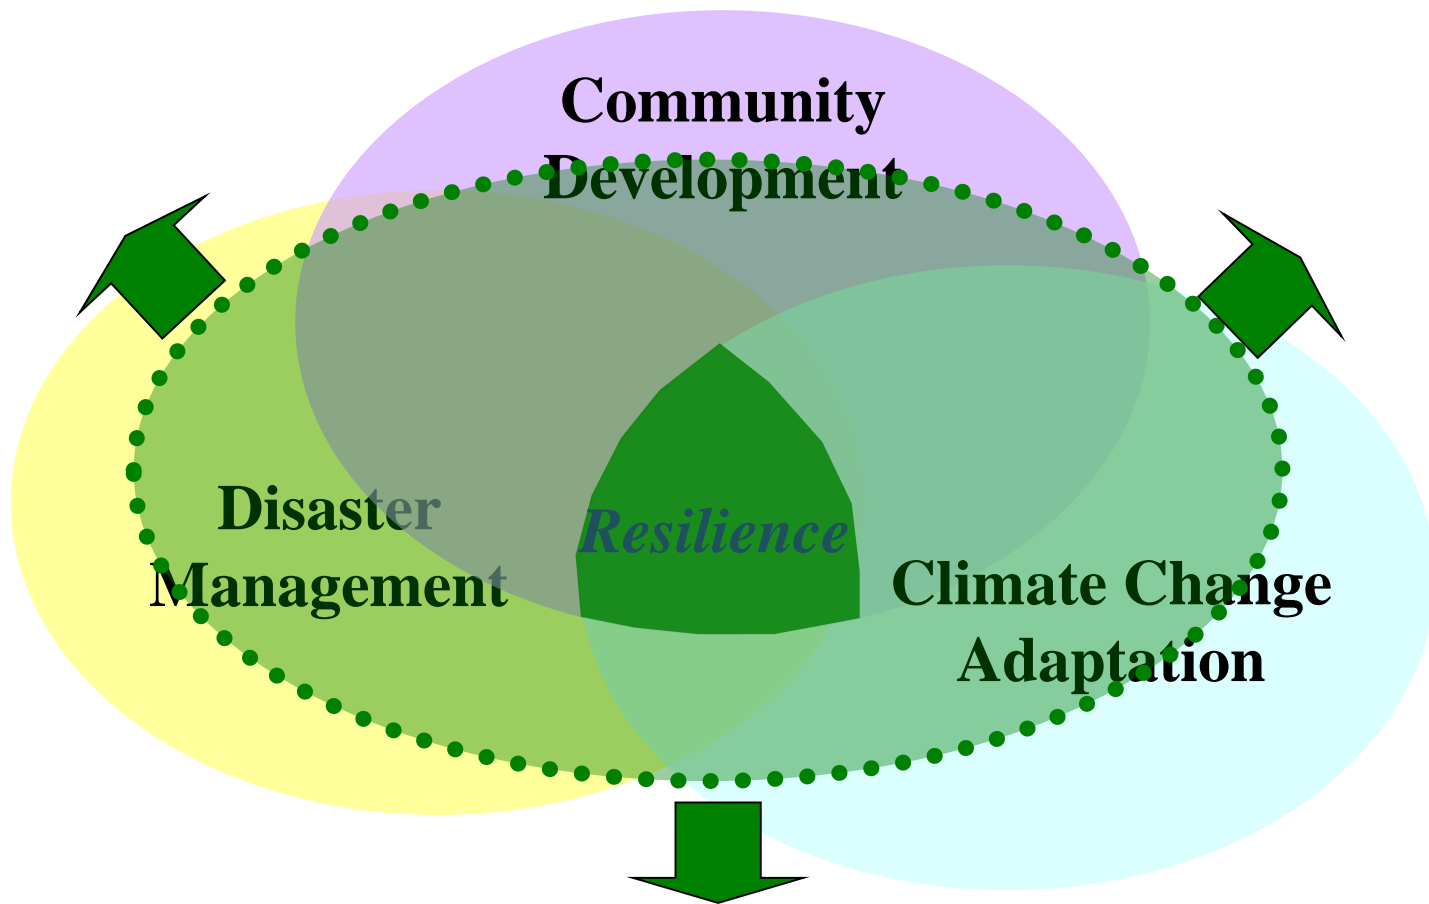 Community
Development
Disaster
Management
Resilience
Climate Change
Adaptation